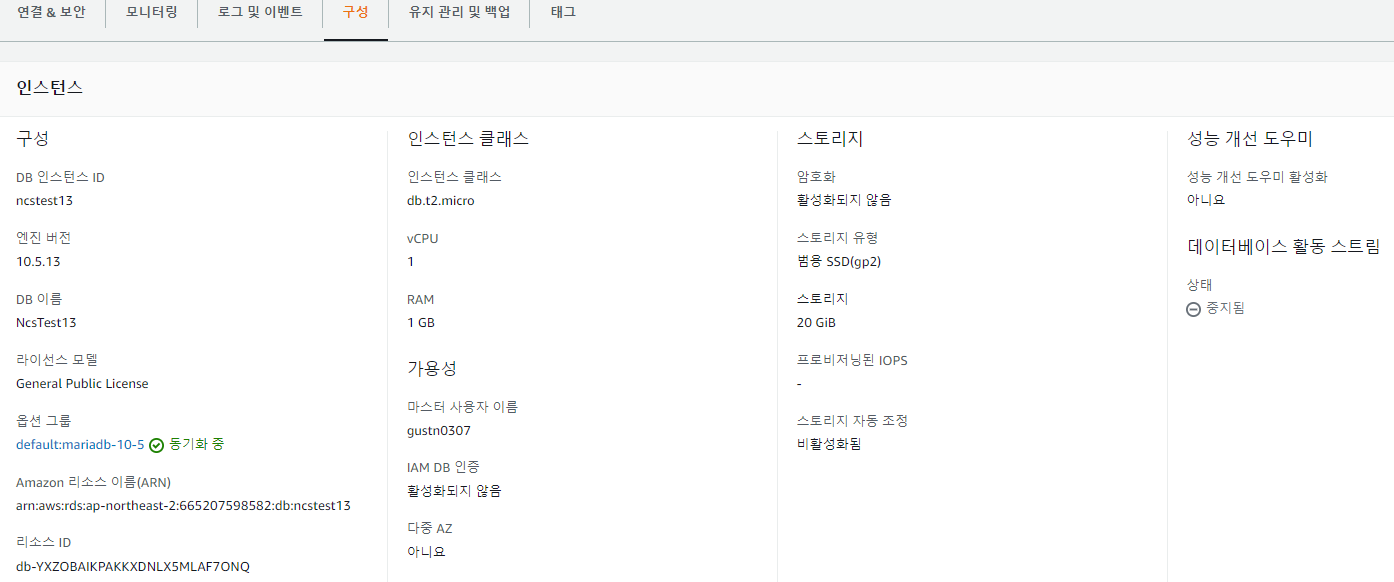 연결 & 보안
모니터링
로그 및 이벤트
구성
유지 관리 및 백업
태그
인스턴스
구성
DB 인스턴스 ID
ncstest13
엔진 버전
10.5.13
DB 이름
NcsTest13
라이선스 모델
General Public License
옵션 그룹
default:mariadb-10-5 동기화 중
Amazon 리소스 이름(ARN)
arn:aws:rds:ap-northeast-2:665207598582:db:ncstest13
리소스 ID
db-YXZOBAIKPAKKXDNLX5MLAF7ONQ
인스턴스 클래스
인스턴스 클래스
db.t2.micro
vCPU
1
RAM
1 GB
가용성
마스터 사용자 이름
gustn0307
IAM DB 인증
활성화되지 않음
다중 AZ
아니요
스토리지
암호화
활성화되지 않음
스토리지 유형
범용 SSD(gp2)
스토리지
20 GiB
프로비저닝된 IOPS
-
스토리지 자동 조정
비활성화됨
성능 개선 도우미
성능 개선 도우미 활성화
아니요
데이터베이스 활동 스트림
상태
중지됨